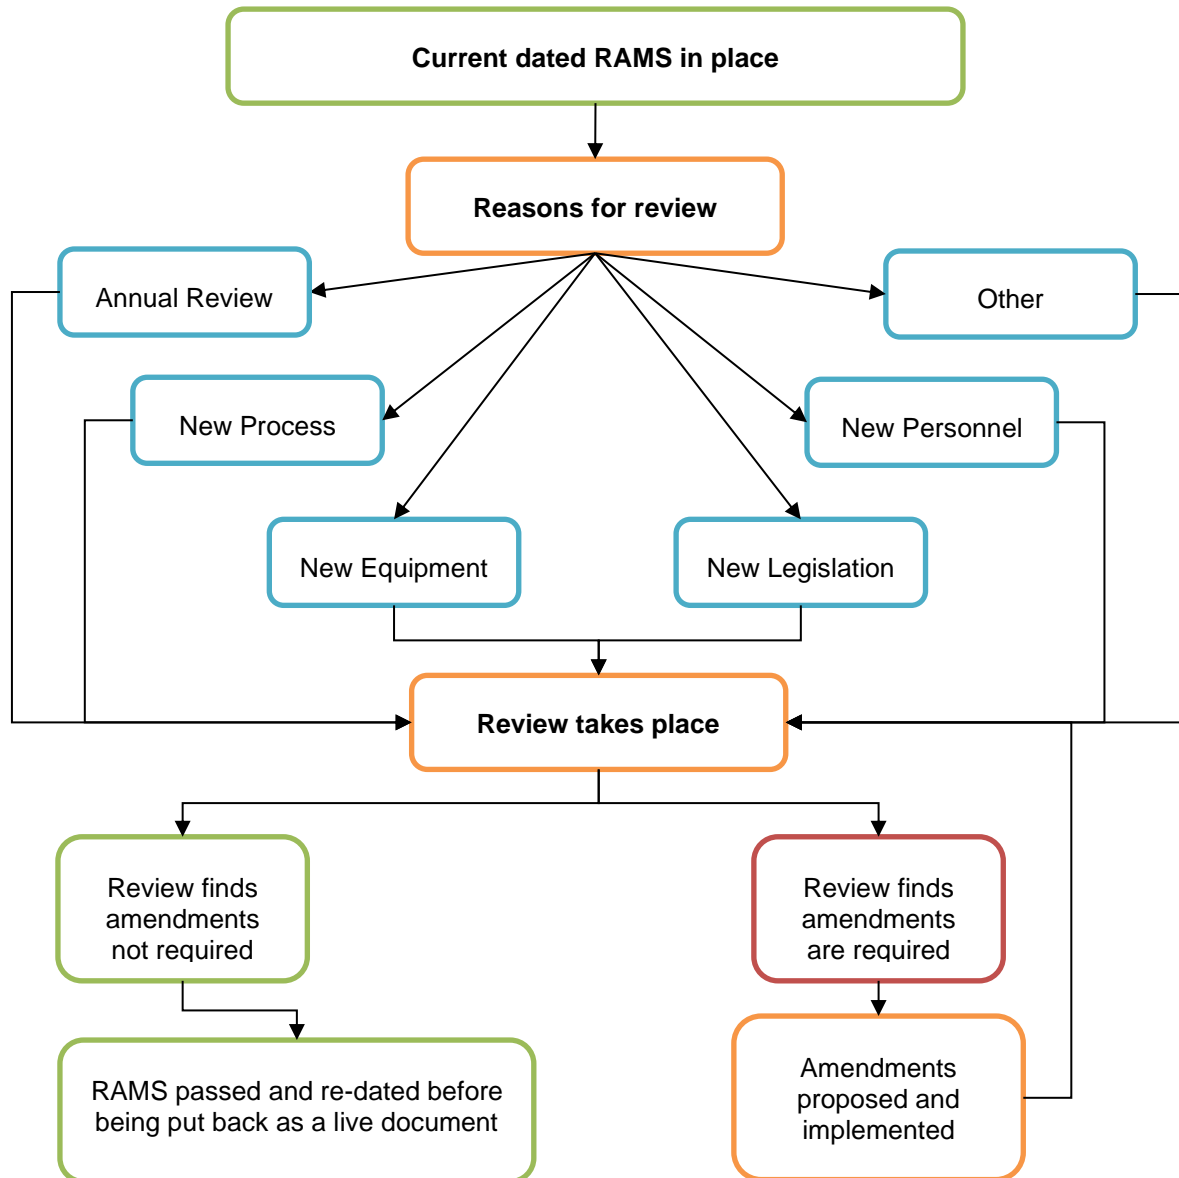 Current dated RAMS in place
Reasons for review
Annual Review
Other
New Process
New Personnel
New Equipment
New Legislation
Review takes place
Review finds
amendments
not required
Review finds
amendments
are required
RAMS passed and re-dated before
being put back as a live document
Amendments
proposed and
implemented